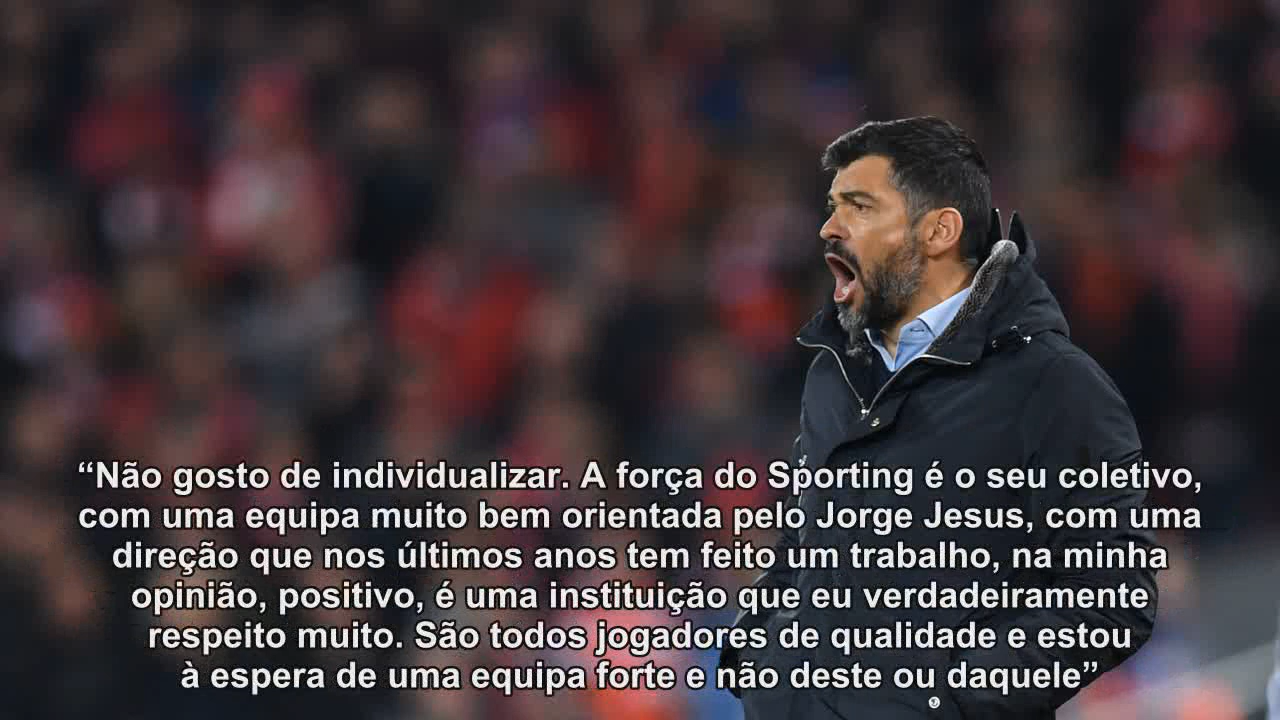 “Não gosto de individualizar. A força do Sporting é o seu coletivo,
com uma equipa muito bem orientada pelo Jorge Jesus, com uma
direção que nos últimos anos tem feito um trabalho, na minha
opinião, positivo, é uma instituição que eu verdadeiramente
respeito muito. São todos jogadores de qualidade e estou
à espera de uma equipa forte e não deste ou daquele”